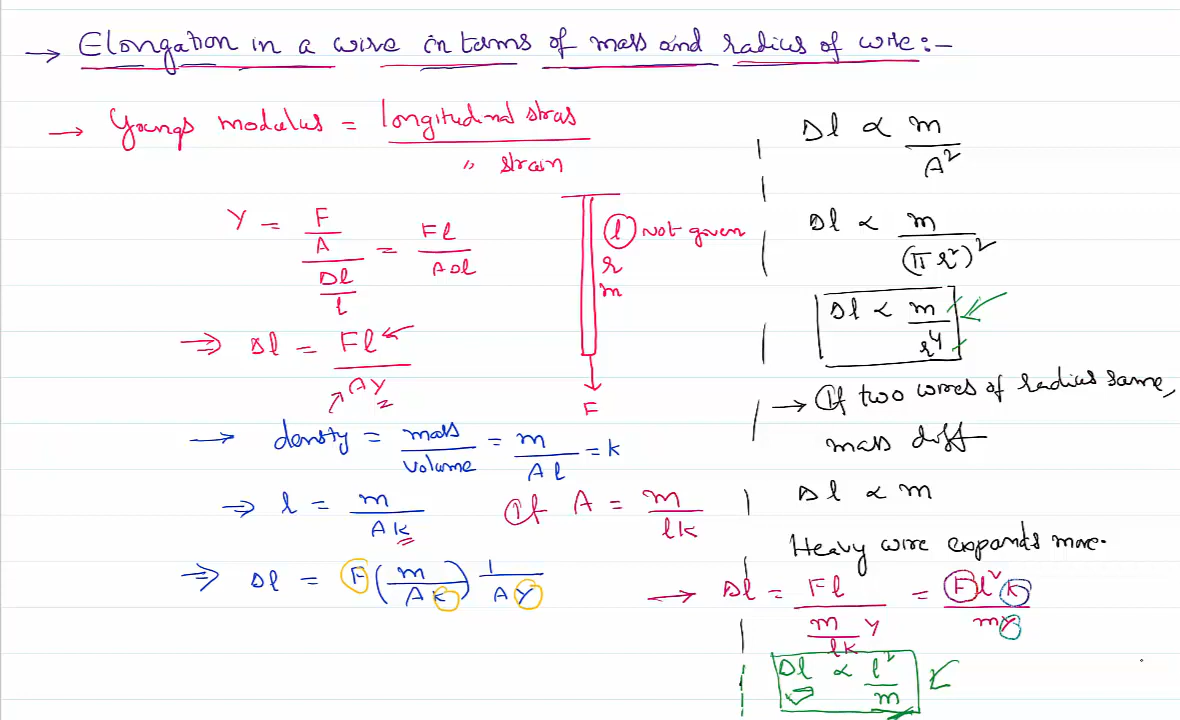 → Elongation in a wire in terms of mass and radius of wire:-
→ Youngs modulus = longitudinal stress / " strain
Y = F/A / Δl/l = Fl / AΔl
l not given
r
m
F
⇒ Δl = Fl / AY
→ density = mass / volume = m / Al = k
⇒ l = m / Ak If A = m / lk
⇒ Δl = F (m / Ak) 1 / AY
Δl ∝ m / A²
Δl ∝ m / (πr²)²
Δl ∝ m / r⁴
→ If two wires of radius same,
mass diff
Δl ∝ m
Heavy wire expands more.
→ Δl = Fl / m/lk Y = Fl²k / mY
Δl ∝ l² / m